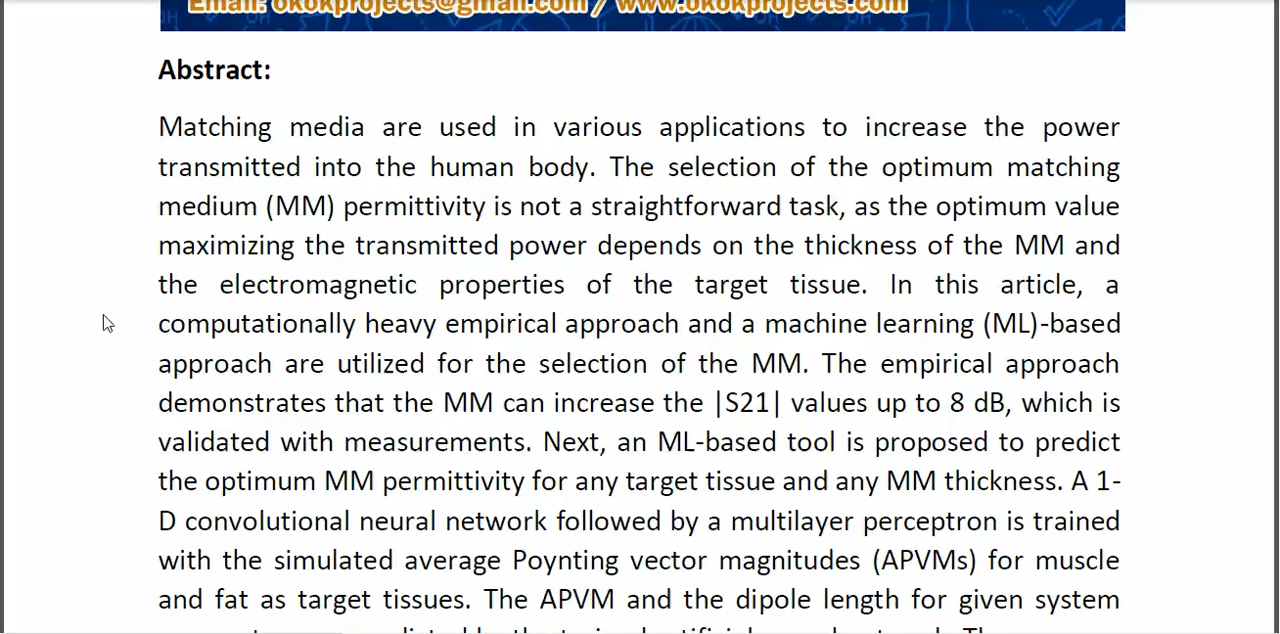 Email: okokprojects@gmail.com / www.okokprojects.com
Abstract:
Matching media are used in various applications to increase the power
transmitted into the human body. The selection of the optimum matching
medium (MM) permittivity is not a straightforward task, as the optimum value
maximizing the transmitted power depends on the thickness of the MM and
the electromagnetic properties of the target tissue. In this article, a
computationally heavy empirical approach and a machine learning (ML)-based
approach are utilized for the selection of the MM. The empirical approach
demonstrates that the MM can increase the |S21| values up to 8 dB, which is
validated with measurements. Next, an ML-based tool is proposed to predict
the optimum MM permittivity for any target tissue and any MM thickness. A 1-
D convolutional neural network followed by a multilayer perceptron is trained
with the simulated average Poynting vector magnitudes (APVMs) for muscle
and fat as target tissues. The APVM and the dipole length for given system